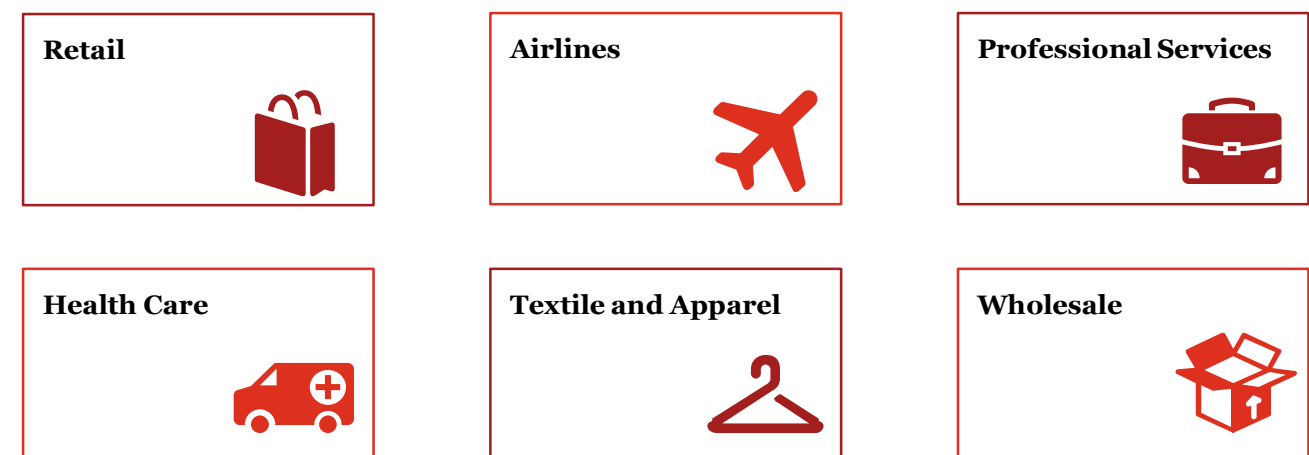 Retail
Airlines
Professional Services
Health Care
Textile and Apparel
Wholesale